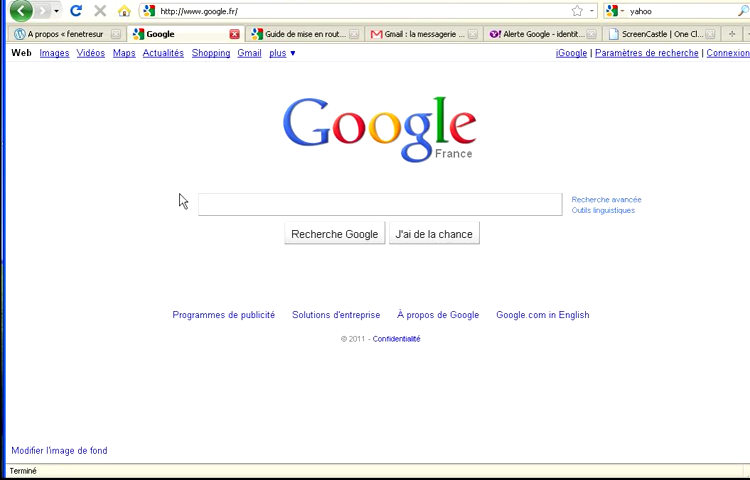 http://www.google.fr/
yahoo
A propos « fenetresur
Google
Guide de mise en rout...
Gmail : la messagerie ...
Alerte Google - identit...
ScreenCastle | One Cl...
Web Images Vidéos Maps Actualités Shopping Gmail plus ▼
iGoogle | Paramètres de recherche | Connexion
Google
France
Recherche avancée
Outils linguistiques
Recherche Google
J'ai de la chance
Programmes de publicité
Solutions d'entreprise
À propos de Google
Google.com in English
© 2011 - Confidentialité
Modifier l'image de fond
Terminé